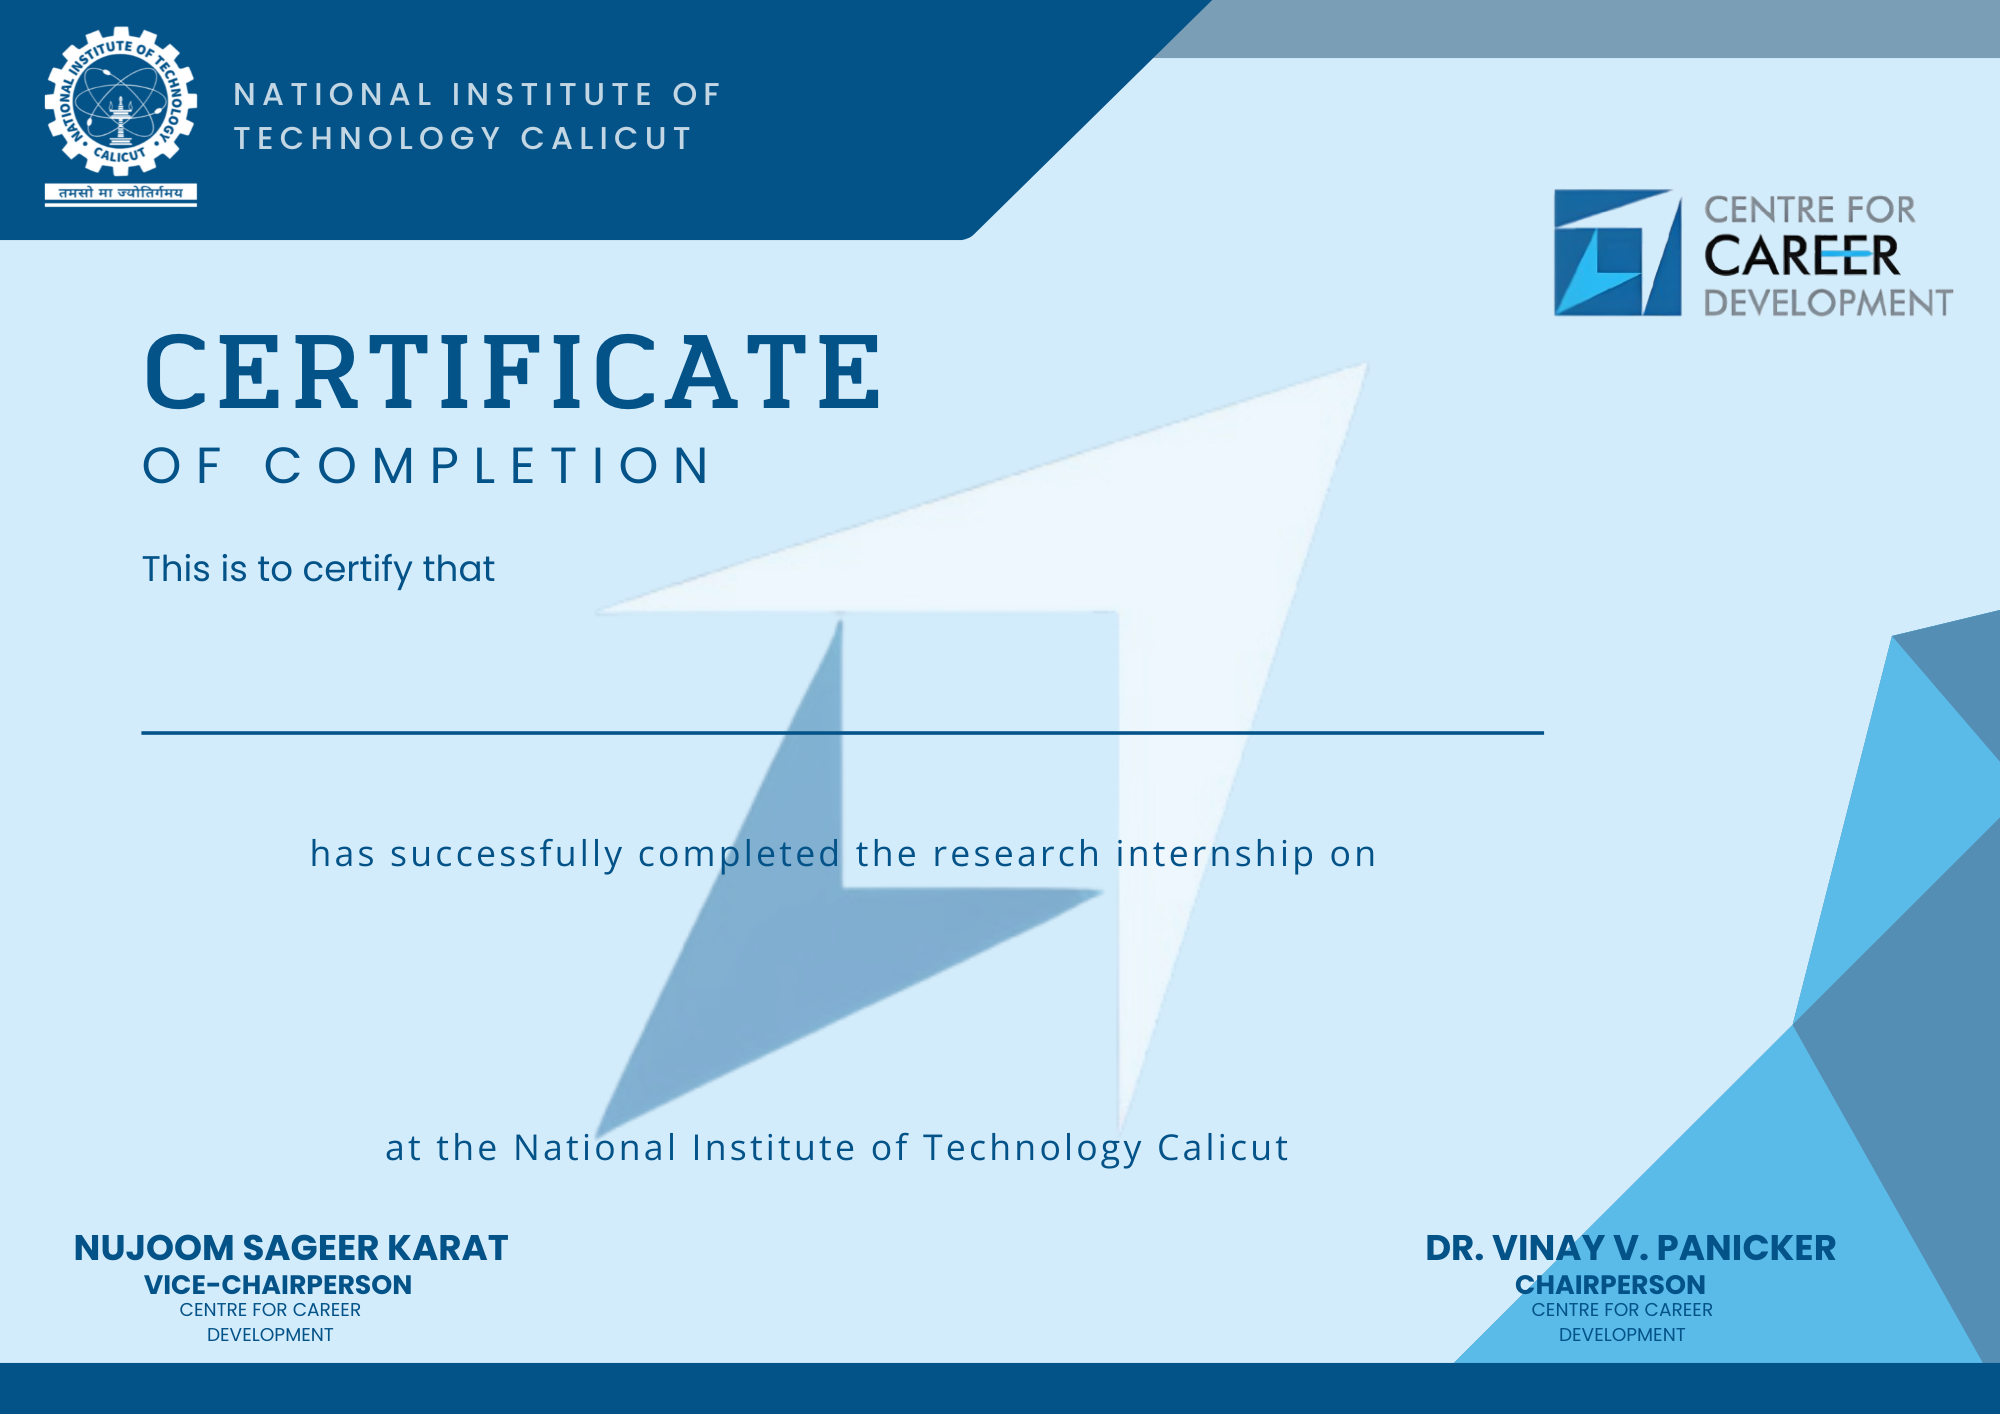 NATIONAL INSTITUTE OF TECHNOLOGY
CALICUT
तमसो मा ज्योतिर्गमय
NATIONAL INSTITUTE OF
TECHNOLOGY CALICUT
CENTRE FOR
CAREER
DEVELOPMENT
CERTIFICATE
OF COMPLETION
This is to certify that
has successfully completed the research internship on
at the National Institute of Technology Calicut
NUJOOM SAGEER KARAT
VICE-CHAIRPERSON
CENTRE FOR CAREER
DEVELOPMENT
DR. VINAY V. PANICKER
CHAIRPERSON
CENTRE FOR CAREER
DEVELOPMENT